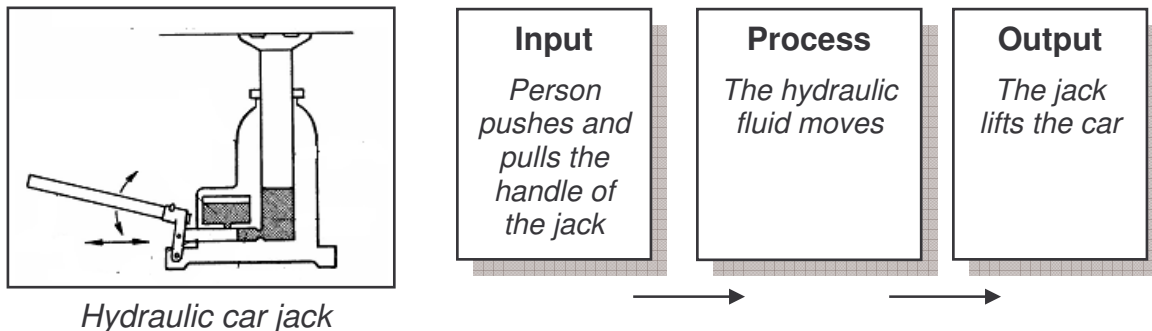 Hydraulic car jack
Input
Person
pushes and
pulls the
handle of
the jack
Process
The hydraulic
fluid moves
Output
The jack
lifts the car